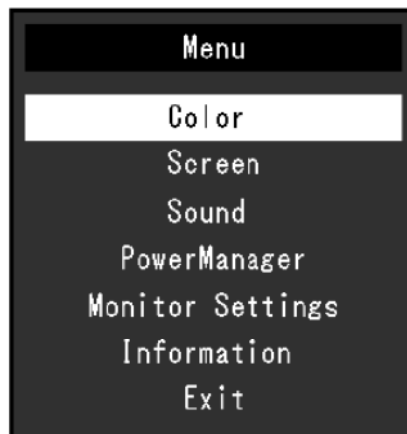 Menu
Color
Screen
Sound
PowerManager
Monitor Settings
Information
Exit